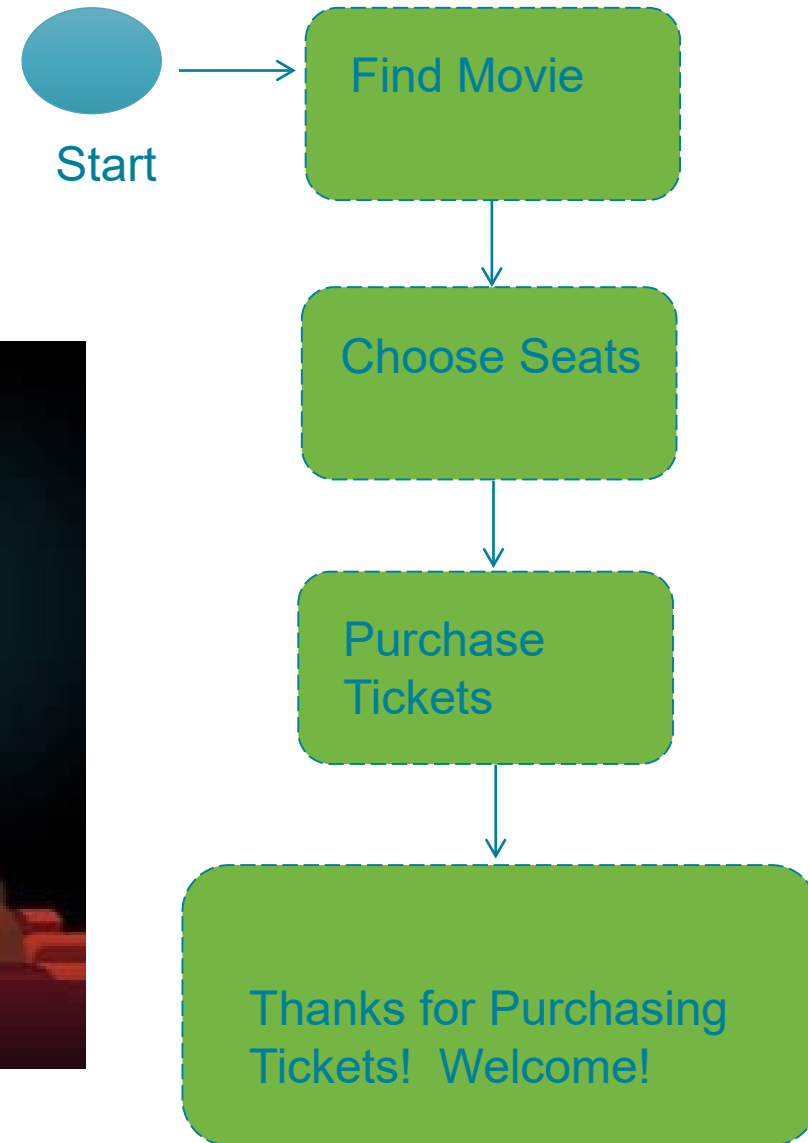 Find Movie
Start
Choose Seats
Purchase
Tickets
Thanks for Purchasing
Tickets!  Welcome!